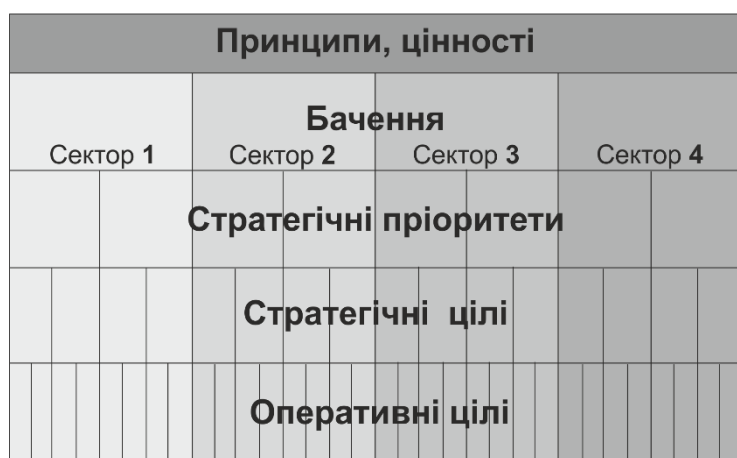 Принципи, цінності
Бачення
Сектор 1 Сектор 2 Сектор 3 Сектор 4
Стратегічні пріоритети
Стратегічні цілі
Оперативні цілі